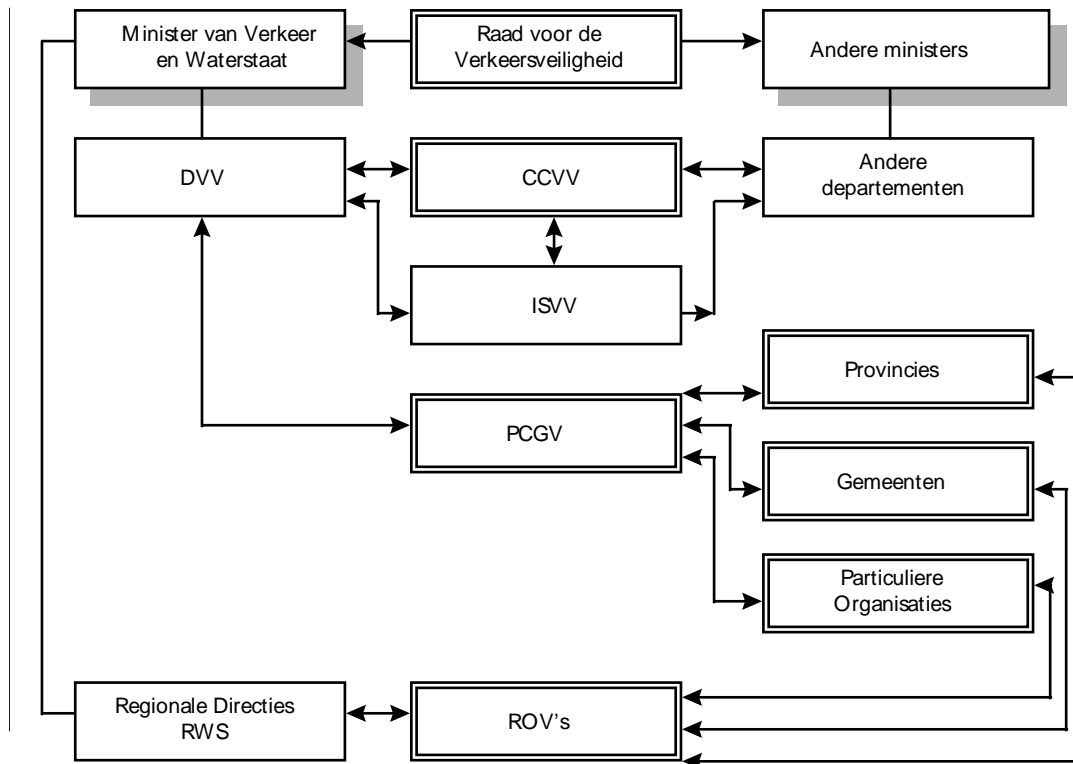 Minister van Verkeer
en Waterstaat
Raad voor de
Verkeersveiligheid
Andere ministers
DVV
CCVV
Andere
departementen
ISVV
Provincies
PCGV
Gemeenten
Particuliere
Organisaties
Regionale Directies
RWS
ROV's